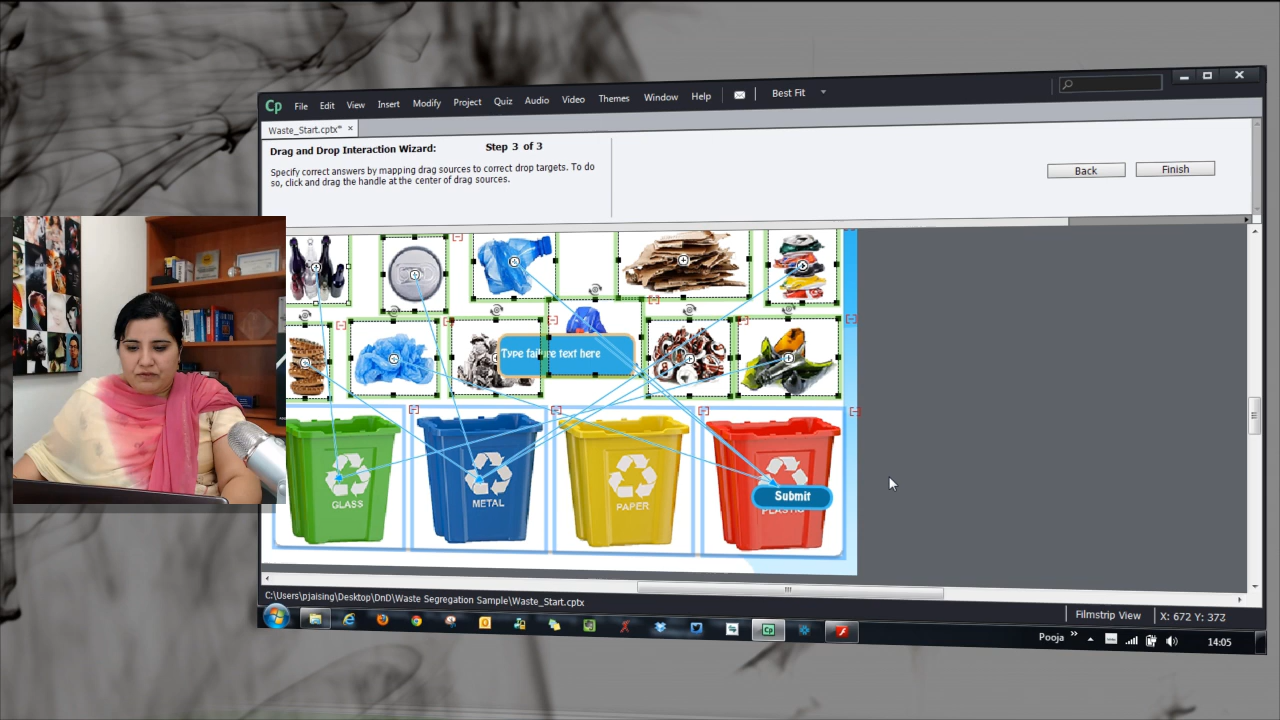 Cp File Edit View Insert Modify Project Quiz Audio Video Themes Window Help Best Fit
Waste_Start.cptx* ×
Drag and Drop Interaction Wizard: Step 3 of 3
Specify correct answers by mapping drag sources to correct drop targets. To do
so, click and drag the handle at the center of drag sources.
Back Finish
Type failure text here
GLASS METAL PAPER PLASTIC
Submit
C:\Users\pjaising\Desktop\DnD\Waste Segregation Sample\Waste_Start.cptx
Filmstrip View X: 672 Y: 373
Pooja 14:05